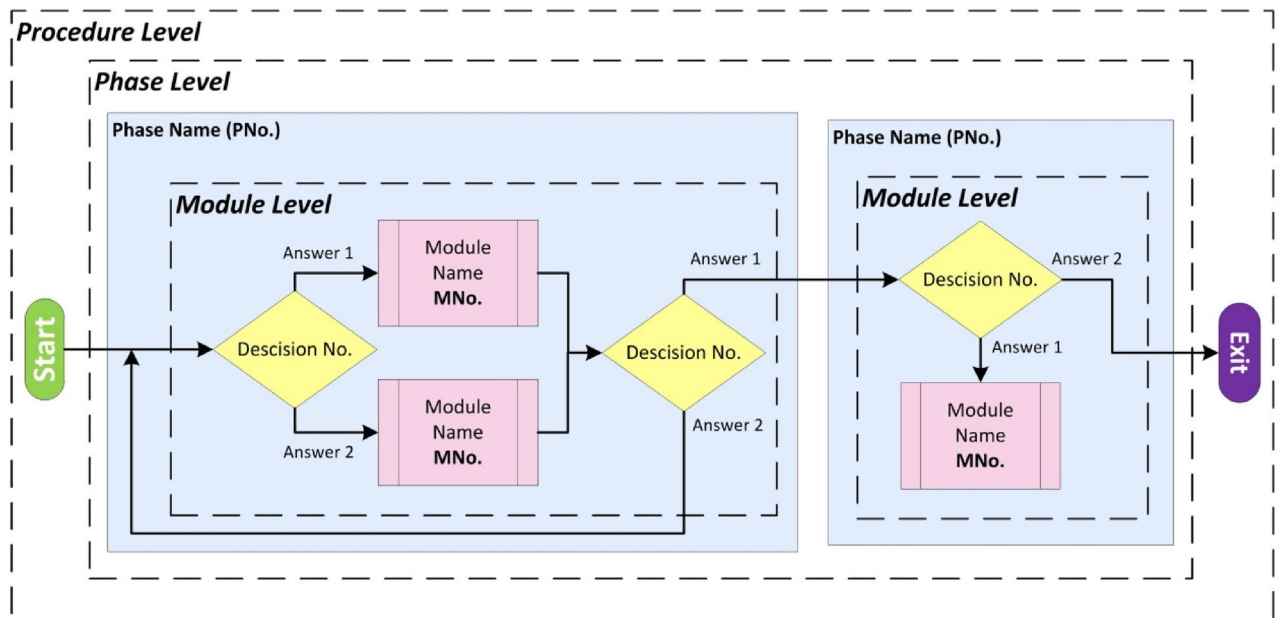 Procedure Level
Phase Level
Phase Name (PNo.)
Module Level
Start
Descision No.
Answer 1
Module
Name
MNo.
Answer 2
Module
Name
MNo.
Descision No.
Answer 1
Answer 2
Phase Name (PNo.)
Module Level
Descision No.
Answer 2
Answer 1
Module
Name
MNo.
Exit